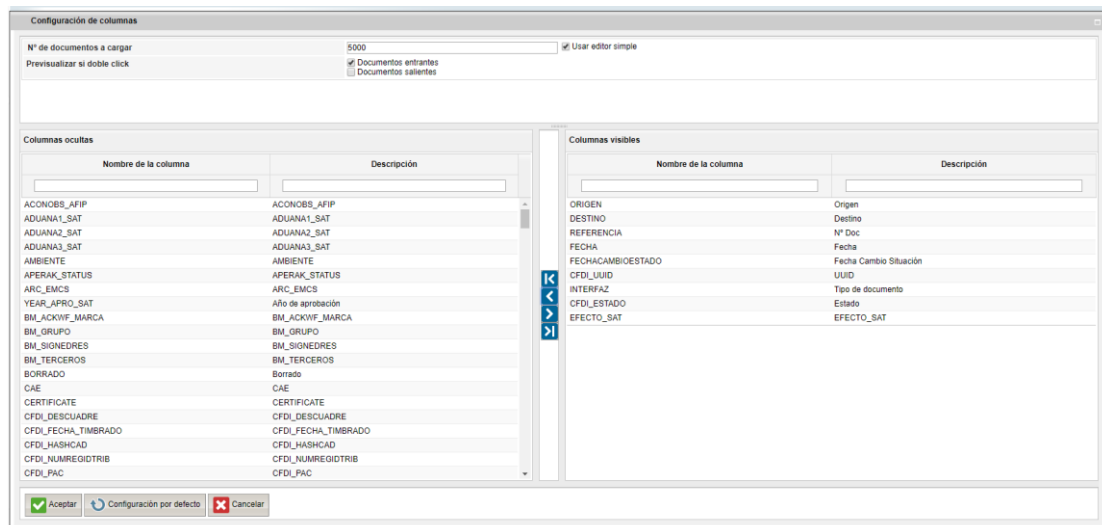 Configuración de columnas
Nº de documentos a cargar 5000 Usar editor simple
Previsualizar si doble click Documentos entrantes
Documentos salientes
Columnas ocultas
Nombre de la columna Descripción
ACONOBS_AFIP ACONOBS_AFIP
ADUANA1_SAT ADUANA1_SAT
ADUANA2_SAT ADUANA2_SAT
ADUANA3_SAT ADUANA3_SAT
AMBIENTE AMBIENTE
APERAK_STATUS APERAK_STATUS
ARC_EMCS ARC_EMCS
YEAR_APRO_SAT Año de aprobación
BM_ACKWF_MARCA BM_ACKWF_MARCA
BM_GRUPO BM_GRUPO
BM_SIGNEDRES BM_SIGNEDRES
BM_TERCEROS BM_TERCEROS
BORRADO Borrado
CAE CAE
CERTIFICATE CERTIFICATE
CFDI_DESCUADRE CFDI_DESCUADRE
CFDI_FECHA_TIMBRADO CFDI_FECHA_TIMBRADO
CFDI_HASHCAD CFDI_HASHCAD
CFDI_NUMREGIDTRIB CFDI_NUMREGIDTRIB
CFDI_PAC CFDI_PAC
Columnas visibles
Nombre de la columna Descripción
ORIGEN Origen
DESTINO Destino
REFERENCIA Nº Doc
FECHA Fecha
FECHACAMBIOESTADO Fecha Cambio Situación
CFDI_UUID UUID
INTERFAZ Tipo de documento
CFDI_ESTADO Estado
EFECTO_SAT EFECTO_SAT
Aceptar Configuración por defecto Cancelar